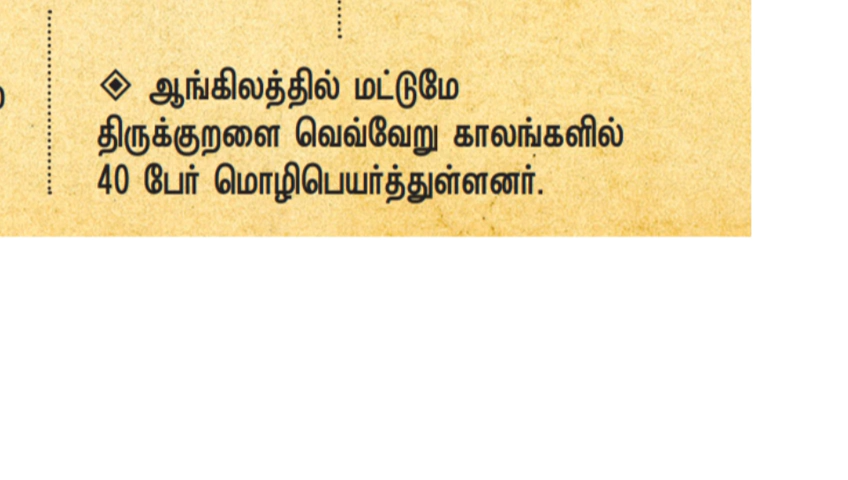 ◈ ஆங்கிலத்தில் மட்டுமே
திருக்குறளை வெவ்வேறு காலங்களில்
40 பேர் மொழிபெயர்த்துள்ளனர்.